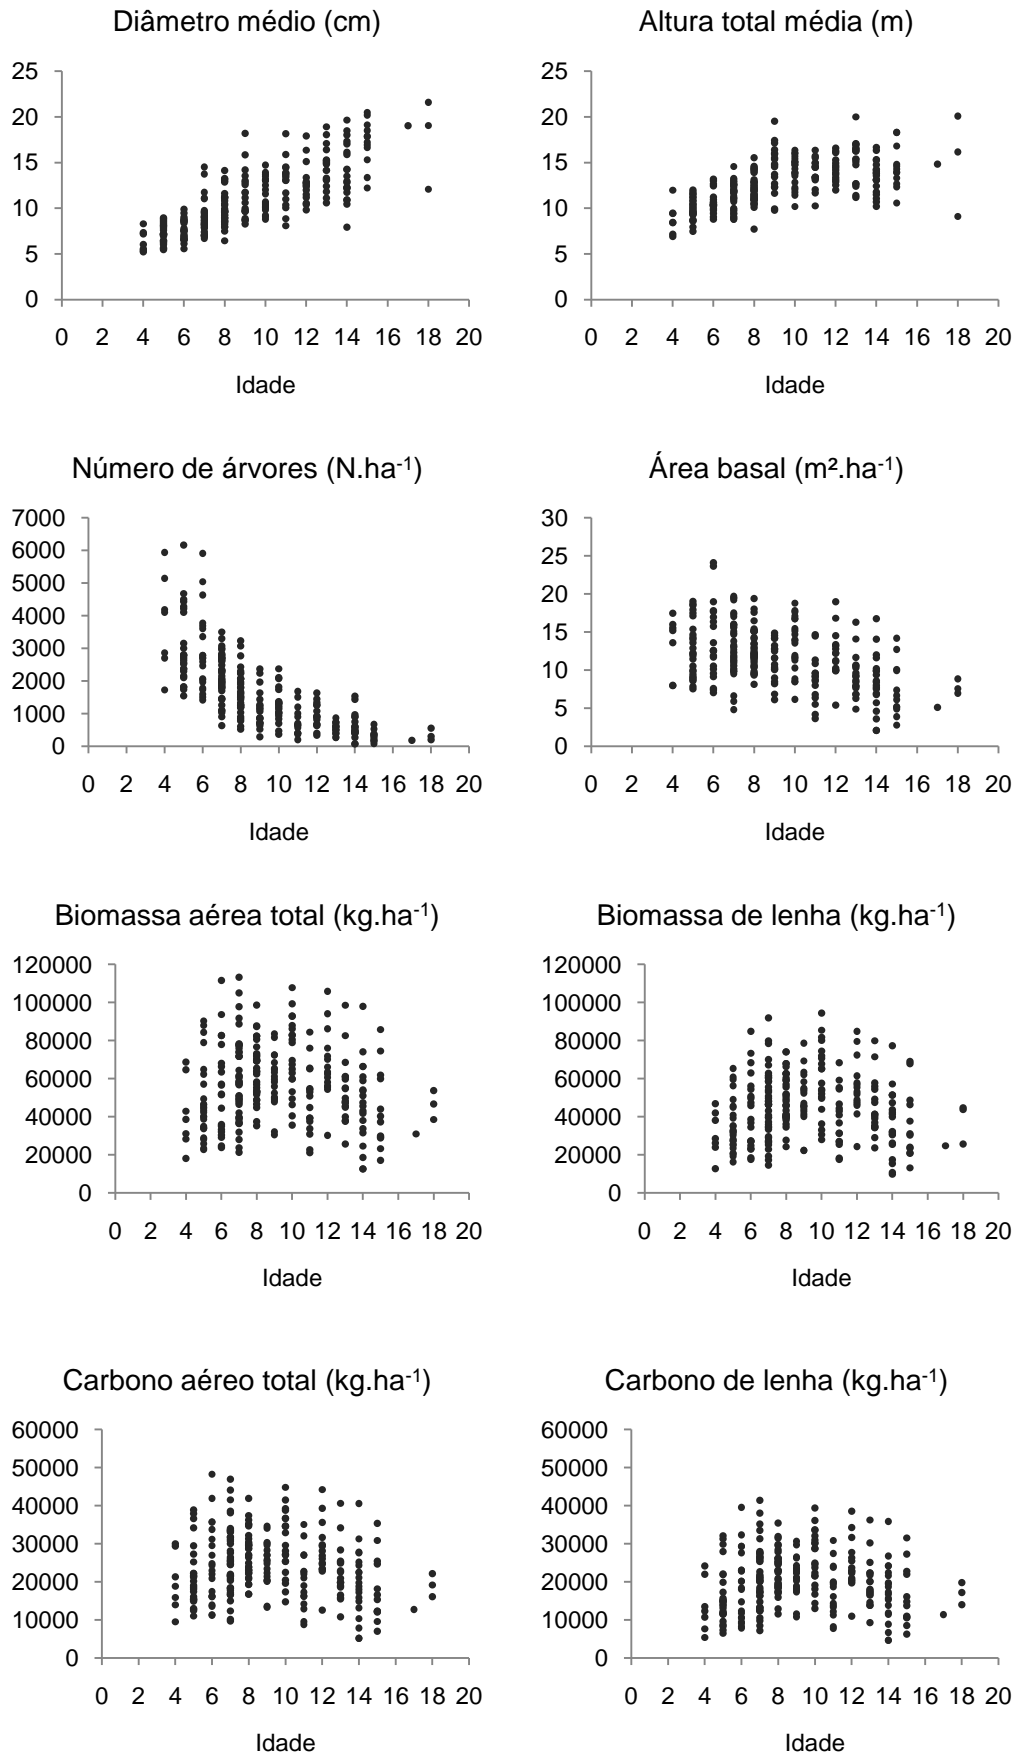 Diâmetro médio (cm)
25
20
15
10
5
0
0 2 4 6 8 10 12 14 16 18 20
Idade
Altura total média (m)
25
20
15
10
5
0
0 2 4 6 8 10 12 14 16 18 20
Idade
Número de árvores (N.ha⁻¹)
7000
6000
5000
4000
3000
2000
1000
0
0 2 4 6 8 10 12 14 16 18 20
Idade
Área basal (m².ha⁻¹)
30
25
20
15
10
5
0
0 2 4 6 8 10 12 14 16 18 20
Idade
Biomassa aérea total (kg.ha⁻¹)
120000
100000
80000
60000
40000
20000
0
0 2 4 6 8 10 12 14 16 18 20
Idade
Biomassa de lenha (kg.ha⁻¹)
120000
100000
80000
60000
40000
20000
0
0 2 4 6 8 10 12 14 16 18 20
Idade
Carbono aéreo total (kg.ha⁻¹)
60000
50000
40000
30000
20000
10000
0
0 2 4 6 8 10 12 14 16 18 20
Idade
Carbono de lenha (kg.ha⁻¹)
60000
50000
40000
30000
20000
10000
0
0 2 4 6 8 10 12 14 16 18 20
Idade